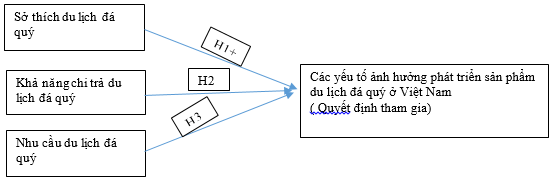 Sở thích du lịch đá
quý
H1+
Khả năng chi trả du
lịch đá quý
H2
Các yếu tố ảnh hưởng phát triển sản phẩm
du lịch đá quý ở Việt Nam
( Quyết định tham gia)
H3
Nhu cầu du lịch đá
quý